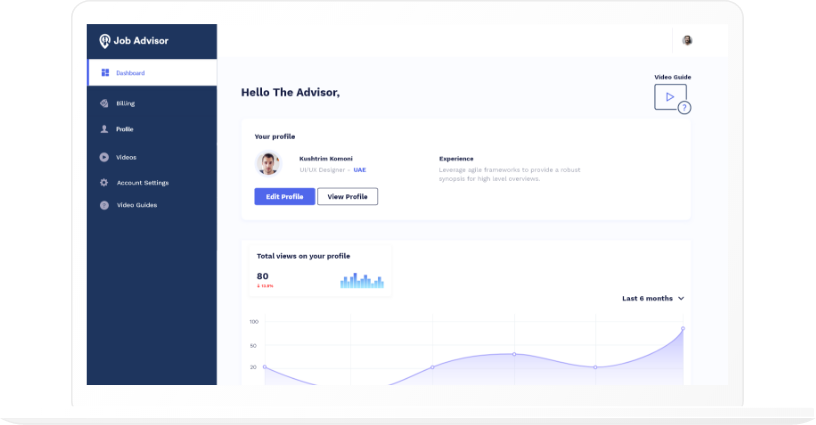 Job Advisor
Dashboard
Billing
Profile
Videos
Account Settings
Video Guides
Video Guide
?
Hello The Advisor,
Your profile
Kushtrim Komoni
UI/UX Designer - UAE
Edit Profile
View Profile
Experience
Leverage agile frameworks to provide a robust
synopsis for high level overviews.
Total views on your profile
80
Last 6 months
100
50
20